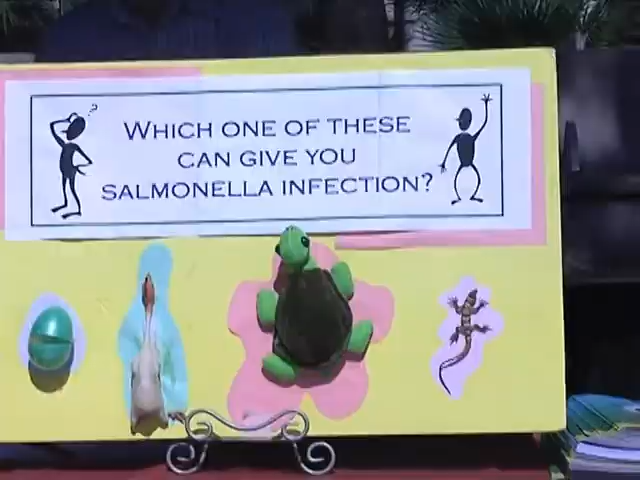 ?
WHICH ONE OF THESE
CAN GIVE YOU
SALMONELLA INFECTION?